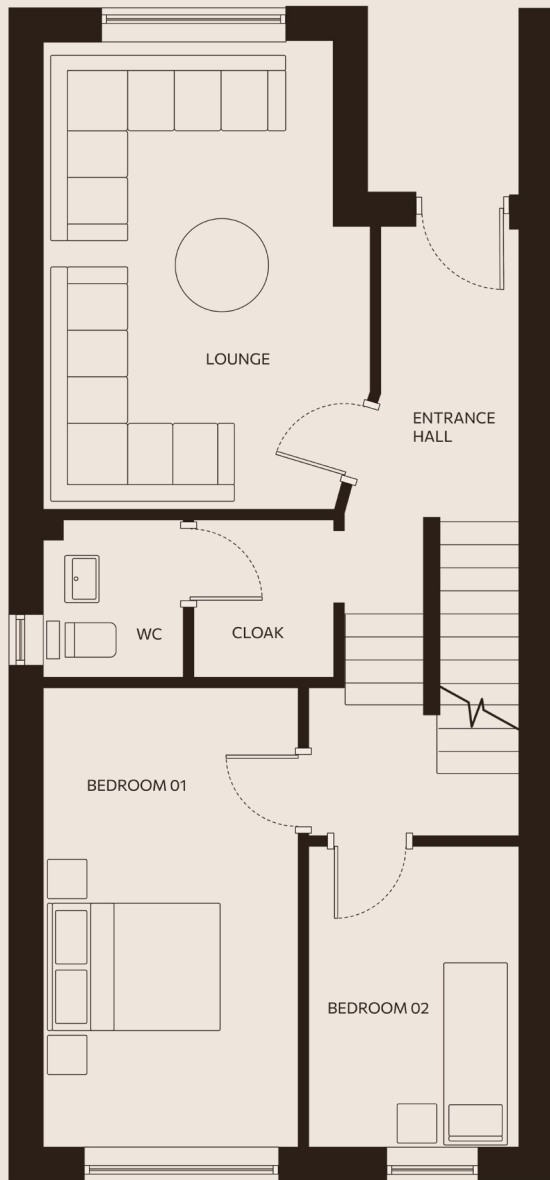 LOUNGE
ENTRANCE
HALL
WC
CLOAK
BEDROOM 01
BEDROOM 02